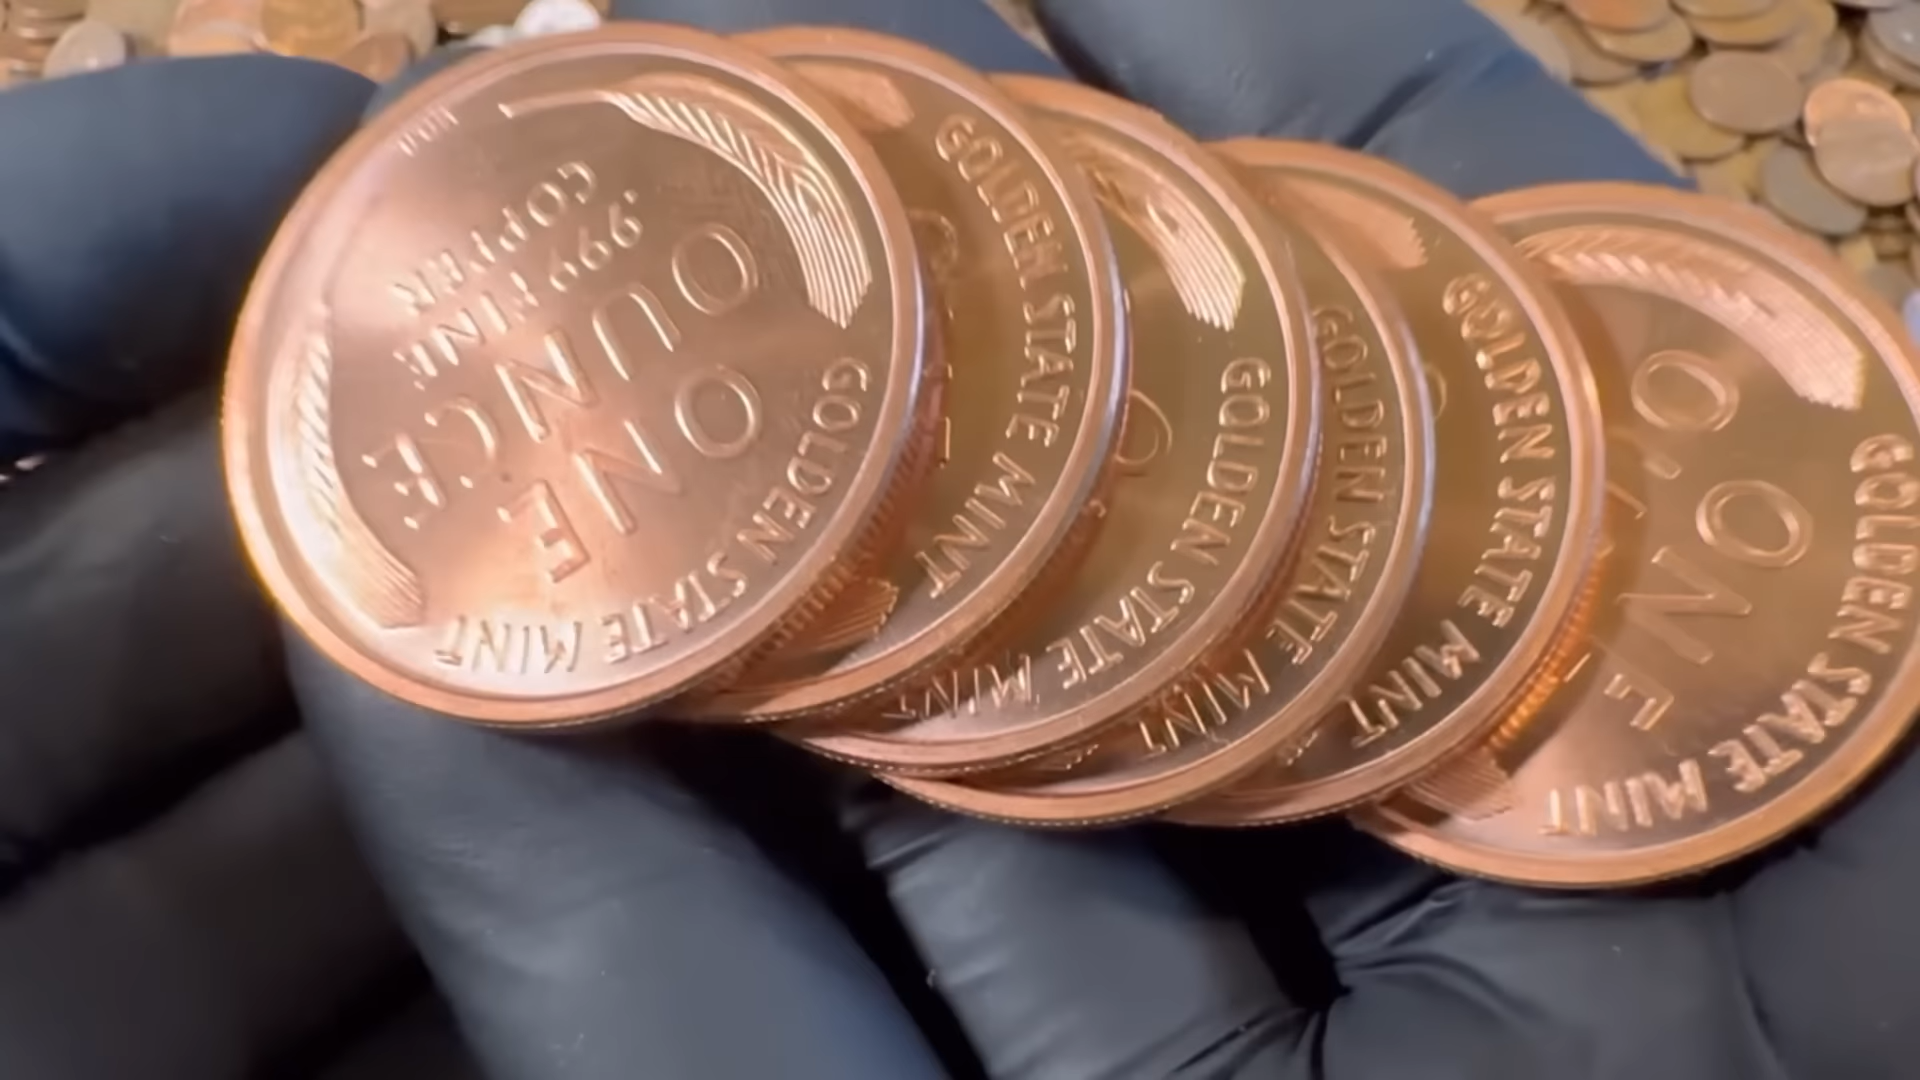 GOLDEN STATE MINT
ONE
OUNCE
.999 FINE
COPPER
GOLDEN STATE MINT
GOLDEN STATE MINT
GOLDEN STATE MINT
GOLDEN STATE MINT
GOLDEN STATE MINT
ONE